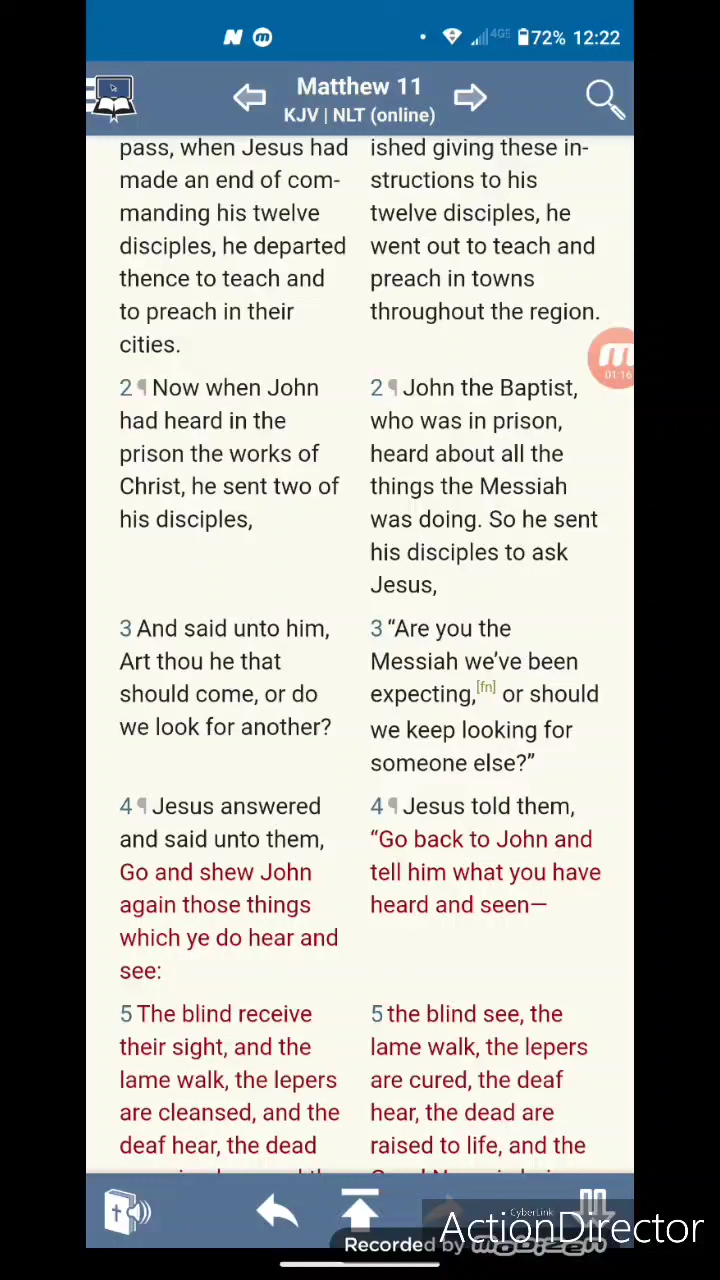 72% 12:22
Matthew 11
KJV | NLT (online)
pass, when Jesus had
made an end of com-
manding his twelve
disciples, he departed
thence to teach and
to preach in their
cities.
2 ¶ Now when John
had heard in the
prison the works of
Christ, he sent two of
his disciples,
3 And said unto him,
Art thou he that
should come, or do
we look for another?
4 ¶ Jesus answered
and said unto them,
Go and shew John
again those things
which ye do hear and
see:
5 The blind receive
their sight, and the
lame walk, the lepers
are cleansed, and the
deaf hear, the dead
ished giving these in-
structions to his
twelve disciples, he
went out to teach and
preach in towns
throughout the region.
2 ¶ John the Baptist,
who was in prison,
heard about all the
things the Messiah
was doing. So he sent
his disciples to ask
Jesus,
3 “Are you the
Messiah we’ve been
expecting,[fn] or should
we keep looking for
someone else?”
4 ¶ Jesus told them,
“Go back to John and
tell him what you have
heard and seen—
5 the blind see, the
lame walk, the lepers
are cured, the deaf
hear, the dead are
raised to life, and the
01:16
CyberLink
ActionDirector
Recorded by mobizen